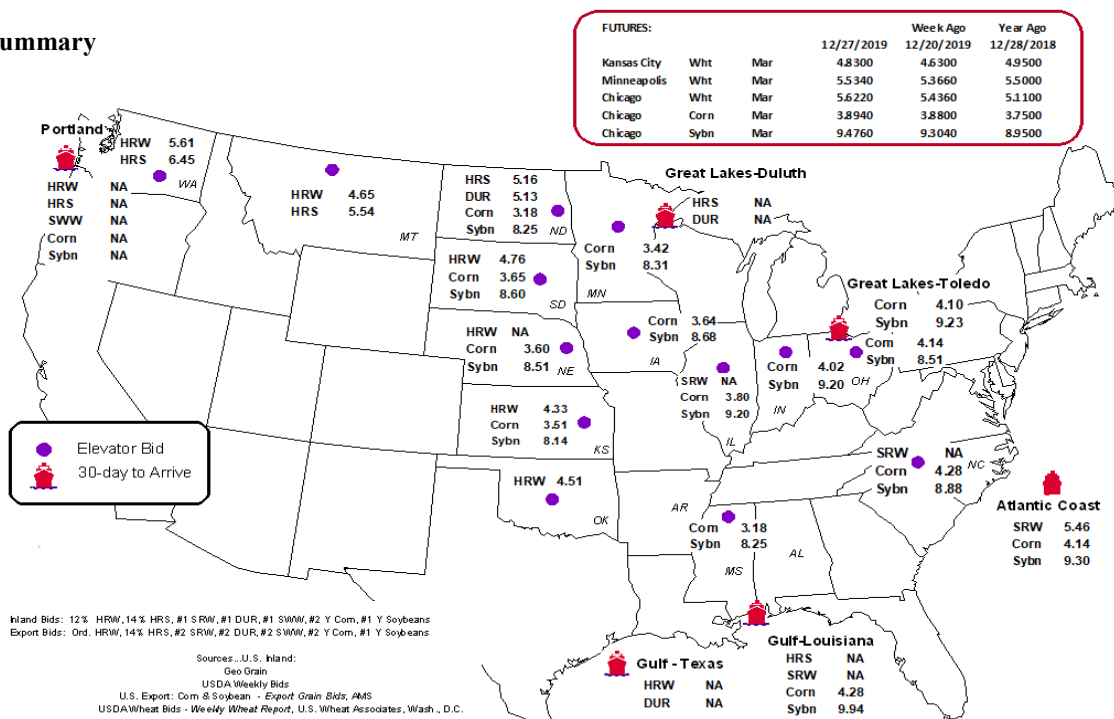 ummary
FUTURES: Week Ago Year Ago
12/27/2019 12/20/2019 12/28/2018
Kansas City Wht Mar 4.8300 4.6300 4.9500
Minneapolis Wht Mar 5.5340 5.3660 5.5000
Chicago Wht Mar 5.6220 5.4360 5.1100
Chicago Corn Mar 3.8940 3.8800 3.7500
Chicago Sybn Mar 9.4760 9.3040 8.9500
Portland
HRW NA
HRS NA
SWW NA
Corn NA
Sybn NA
HRW 5.61
HRS 6.45
WA
HRW 4.65
HRS 5.54
MT
HRS 5.16
DUR 5.13
Corn 3.18
Sybn 8.25
ND
Great Lakes-Duluth
HRS NA
DUR NA
Corn 3.42
Sybn 8.31
MN
HRW 4.76
Corn 3.65
Sybn 8.60
SD
Great Lakes-Toledo
Corn 4.10
Sybn 9.23
Corn 4.14
Sybn 8.51
OH
Corn 4.02
Sybn 9.20
IN
Corn 3.64
Sybn 8.68
IA
HRW NA
Corn 3.60
Sybn 8.51
NE
SRW NA
Corn 3.80
Sybn 9.20
IL
HRW 4.33
Corn 3.51
Sybn 8.14
KS
Elevator Bid
30-day to Arrive
HRW 4.51
OK
SRW NA
Corn 4.28
Sybn 8.88
NC
Atlantic Coast
SRW 5.46
Corn 4.14
Sybn 9.30
AR
Corn 3.18
Sybn 8.25
MS
AL
Gulf-Louisiana
HRS NA
SRW NA
Corn 4.28
Sybn 9.94
Gulf - Texas
HRW NA
DUR NA
Inland Bids: 12% HRW, 14% HRS, #1 SRW, #1 DUR, #1 SWW, #2 Y Corn, #1 Y Soybeans
Export Bids: Ord. HRW, 14% HRS, #2 SRW, #2 DUR, #2 SWW, #2 Y Corn, #1 Y Soybeans
Sources...U.S. Inland:
Geo Grain
USDA Weekly Bids
U.S. Export: Corn & Soybean - Export Grain Bids, AMS
USDA Wheat Bids - Weekly Wheat Report, U.S. Wheat Associates, Wash., D.C.